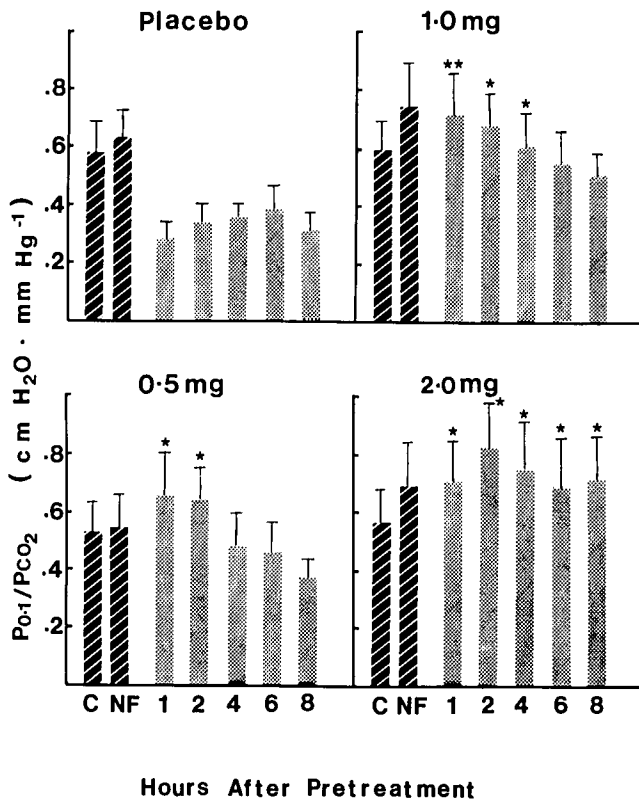 Placebo
1·0 mg
.8
.6
.4
.2
** * *
0·5 mg
2·0 mg
.8
.6
.4
.2
* *
* * * * *
P0·1/PCO2 ( cm H2O · mm Hg -1 )
C NF 1 2 4 6 8
C NF 1 2 4 6 8
Hours After Pretreatment